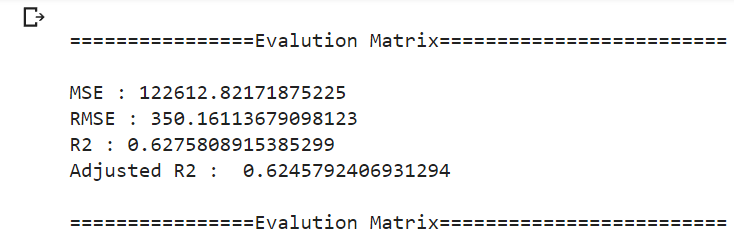 ================Evalution Matrix=========================
MSE : 122612.82171875225
RMSE : 350.16113679098123
R2 : 0.6275808915385299
Adjusted R2 :  0.6245792406931294
================Evalution Matrix=========================